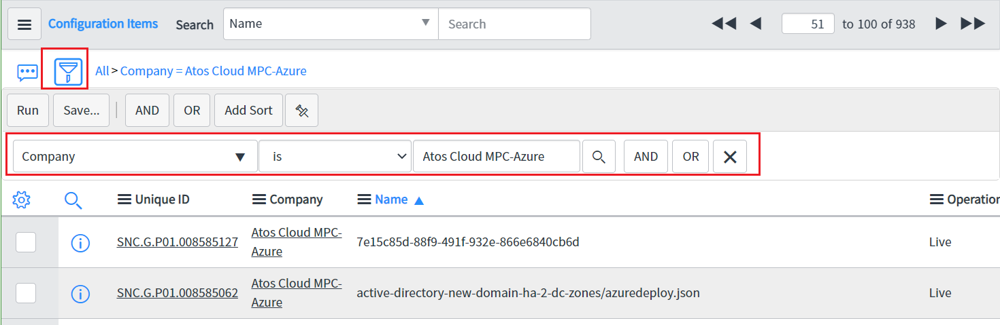 Configuration Items Search Name Search 51 to 100 of 938
All > Company = Atos Cloud MPC-Azure
Run Save... AND OR Add Sort
Company is Atos Cloud MPC-Azure AND OR
Unique ID Company Name Operation
SNC.G.P01.008585127 Atos Cloud MPC- 7e15c85d-88f9-491f-932e-866e6840cb6d Live
Azure
SNC.G.P01.008585062 Atos Cloud MPC- active-directory-new-domain-ha-2-dc-zones/azuredeploy.json Live
Azure